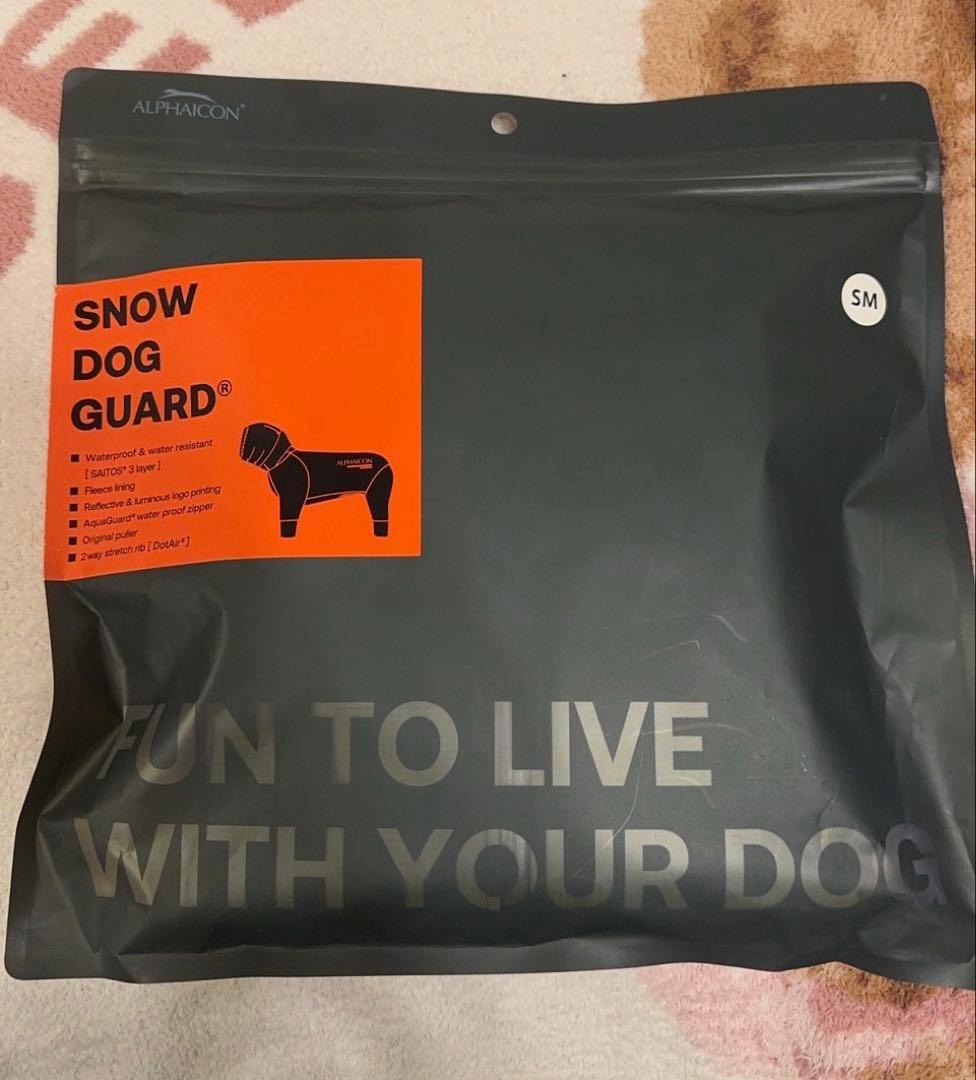 ALPHAICON®
SM
SNOW
DOG
GUARD®
■ Waterproof & water resistant
[ SAITOS® 3 layer ]
■ Fleece lining
■ Reflective & luminous logo printing
■ AquaGuard® water proof zipper
■ Original puller
■ 2way stretch rib [ DotAir® ]
ALPHAICON
FUN TO LIVE
WITH YOUR DOG